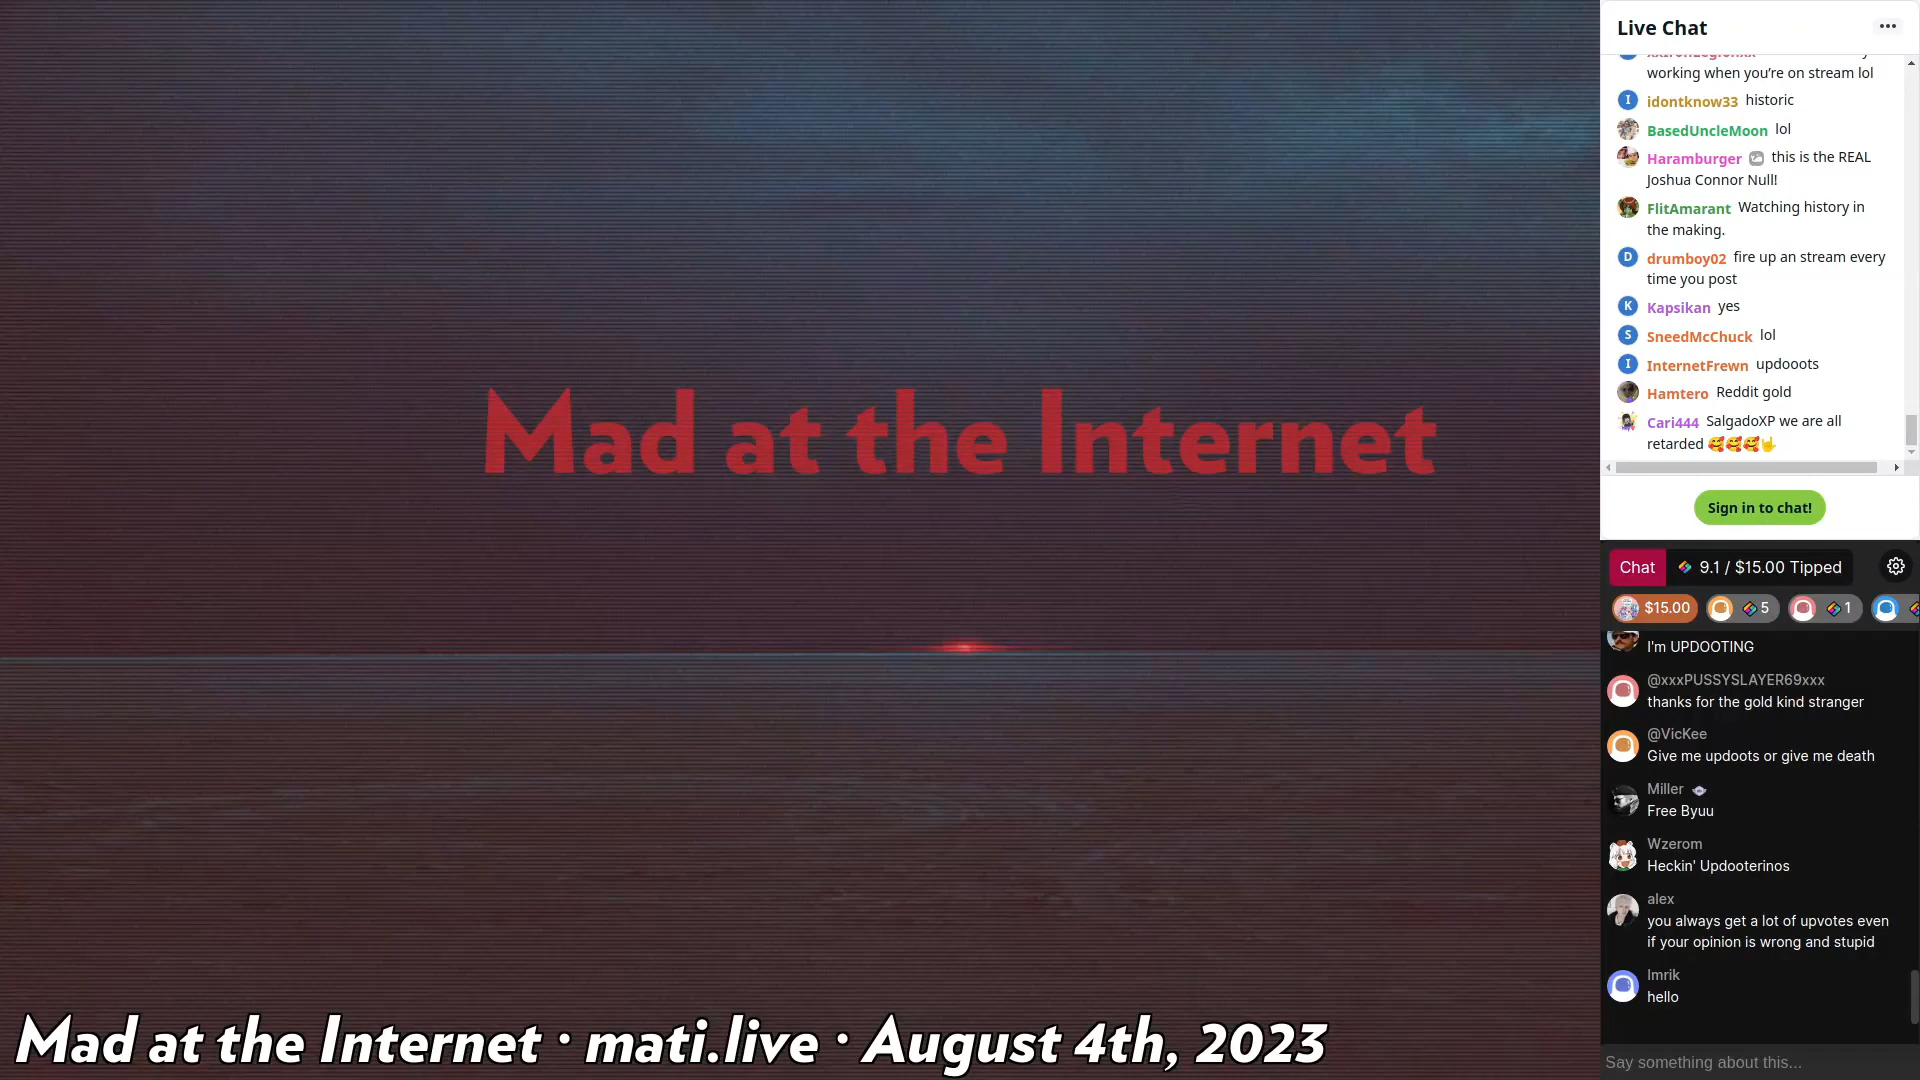 Mad at the Internet
Mad at the Internet · mati.live · August 4th, 2023
Live Chat
working when you're on stream lol
I idontknow33 historic
BasedUncleMoon lol
Haramburger this is the REAL
Joshua Connor Null!
FlitAmarant Watching history in
the making.
D drumboy02 fire up an stream every
time you post
K Kapsikan yes
S SneedMcChuck lol
I InternetFrewn updooots
Hamtero Reddit gold
Cari444 SalgadoXP we are all
retarded 🥰🥰🥰🤟
Sign in to chat!
Chat 9.1 / $15.00 Tipped
$15.00 5 1
I'm UPDOOTING
@xxxPUSSYSLAYER69xxx
thanks for the gold kind stranger
@VicKee
Give me updoots or give me death
Miller
Free Byuu
Wzerom
Heckin' Updooterinos
alex
you always get a lot of upvotes even
if your opinion is wrong and stupid
Imrik
hello
Say something about this...